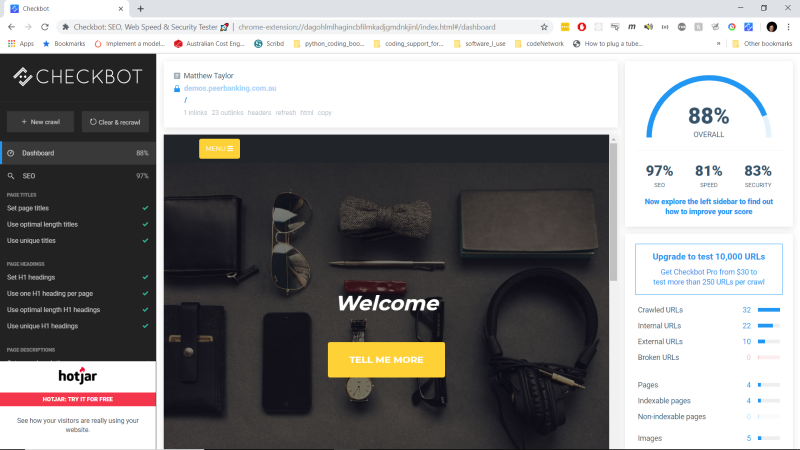 Checkbot
Checkbot: SEO, Web Speed & Security Tester
chrome-extension://dagohlmlhagincbfilmkadjgmdnkjinl/index.html#/dashboard
Apps
Bookmarks
Implement a model...
Australian Cost Eng...
Scribd
python_coding_boo...
coding_support_for...
software_I_use
codeNetwork
How to plug a tube...
»
Other bookmarks
CHECKBOT
+ New crawl
Clear & recrawl
Dashboard 88%
SEO 97%
PAGE TITLES
Set page titles
Use optimal length titles
Use unique titles
PAGE HEADINGS
Set H1 headings
Use one H1 heading per page
Use optimal length H1 headings
Use unique H1 headings
PAGE DESCRIPTIONS
hotjar
HOTJAR: TRY IT FOR FREE
See how your visitors are really using your
website.
Matthew Taylor
demos.peerbanking.com.au
/
1 inlinks 23 outlinks headers refresh html copy
MENU
Welcome
TELL ME MORE
88%
OVERALL
97% 81% 83%
SEO SPEED SECURITY
Now explore the left sidebar to find out
how to improve your score
Upgrade to test 10,000 URLs
Get Checkbot Pro from $30 to
test more than 250 URLs per crawl
Crawled URLs 32
Internal URLs 22
External URLs 10
Broken URLs 0
Pages 4
Indexable pages 4
Non-indexable pages 0
Images 5